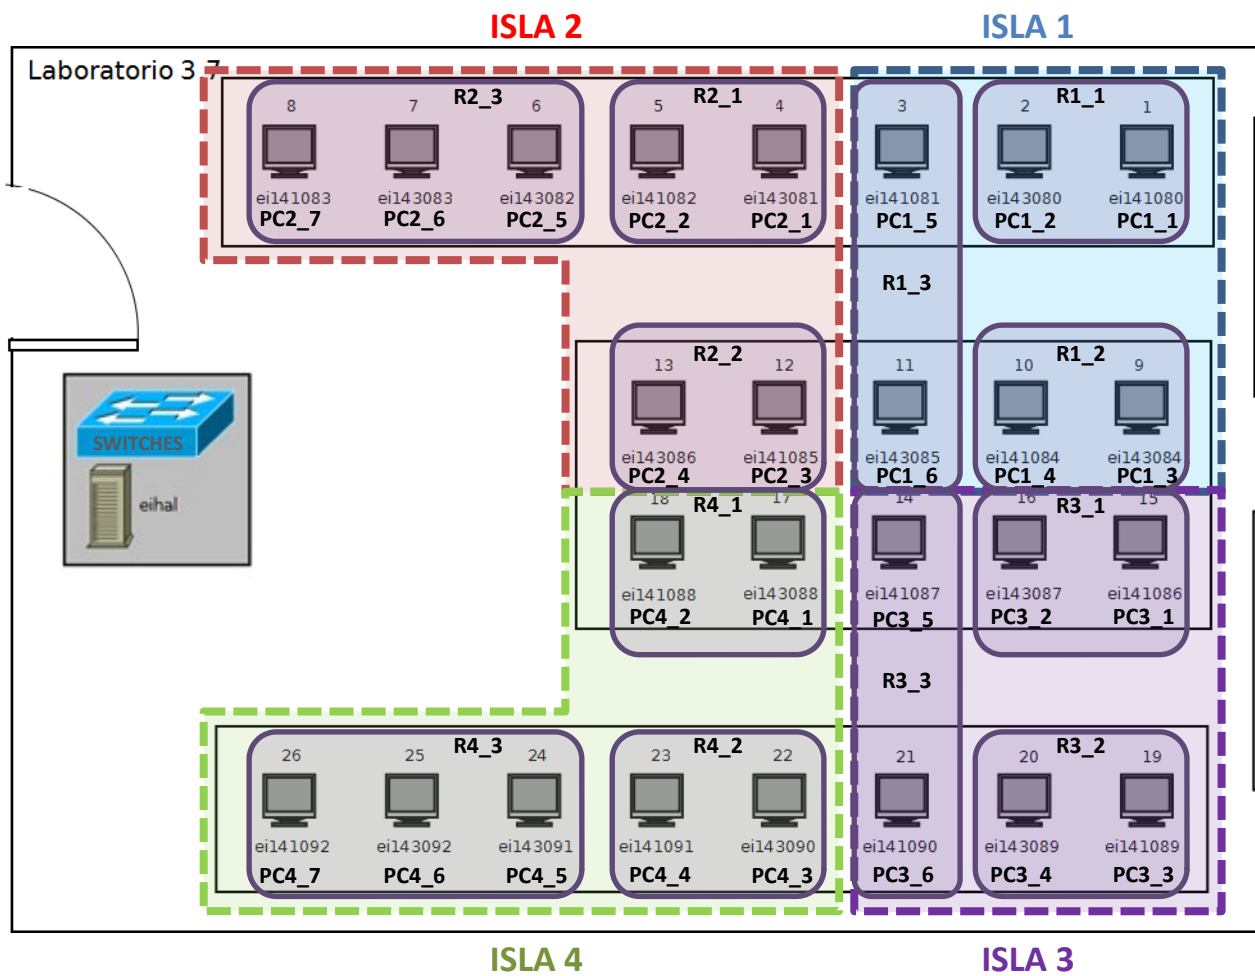 ISLA 2 ISLA 1
Laboratorio 3.7
R2_3 R2_1 R1_1
8 7 6 5 4 3 2 1
ei141083 ei143083 ei143082 ei141082 ei143081 ei141081 ei143080 ei141080
PC2_7 PC2_6 PC2_5 PC2_2 PC2_1 PC1_5 PC1_2 PC1_1
R1_3
R2_2 R1_2
13 12 11 10 9
ei143086 ei141085 ei143085 ei141084 ei143084
PC2_4 PC2_3 PC1_6 PC1_4 PC1_3
SWITCHES
eihal
R4_1 R3_1
18 17 14 16 15
ei141088 ei143088 ei141087 ei143087 ei141086
PC4_2 PC4_1 PC3_5 PC3_2 PC3_1
R3_3
R4_3 R4_2 R3_2
26 25 24 23 22 21 20 19
ei141092 ei143092 ei143091 ei141091 ei143090 ei141090 ei143089 ei141089
PC4_7 PC4_6 PC4_5 PC4_4 PC4_3 PC3_6 PC3_4 PC3_3
ISLA 4 ISLA 3